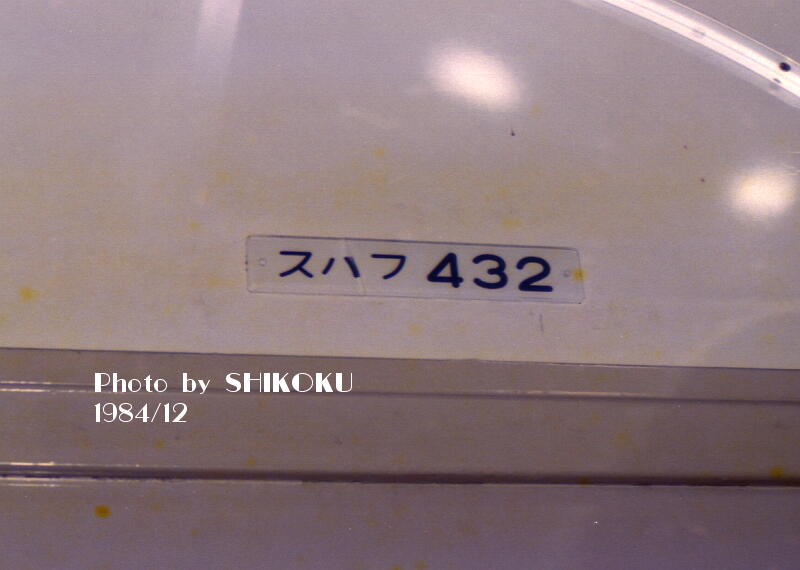 スハフ 432
Photo by SHIKOKU
1984/12